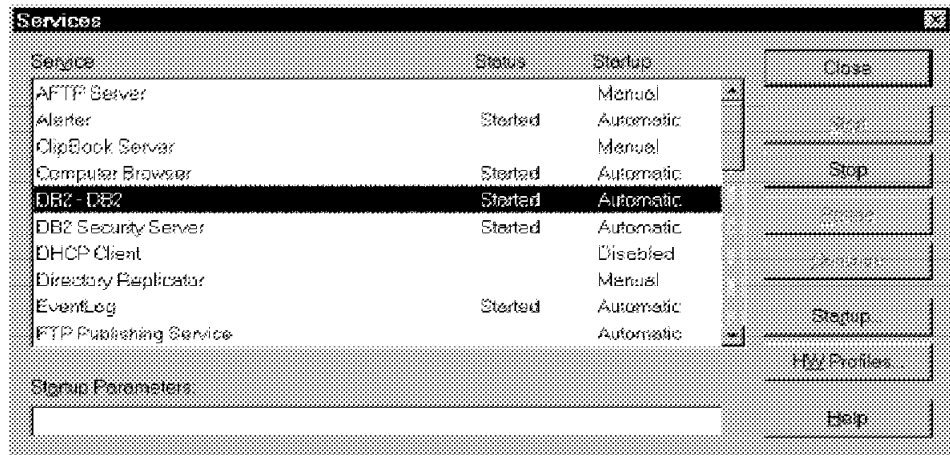 Services
Service Status Startup
AFTP Server Manual
Alerter Started Automatic
ClipBook Server Manual
Computer Browser Started Automatic
DB2 - DB2 Started Automatic
DB2 Security Server Started Automatic
DHCP Client Disabled
Directory Replicator Manual
EventLog Started Automatic
FTP Publishing Service Automatic
Startup Parameters:
Close
Start
Stop
Startup...
HW Profiles...
Help